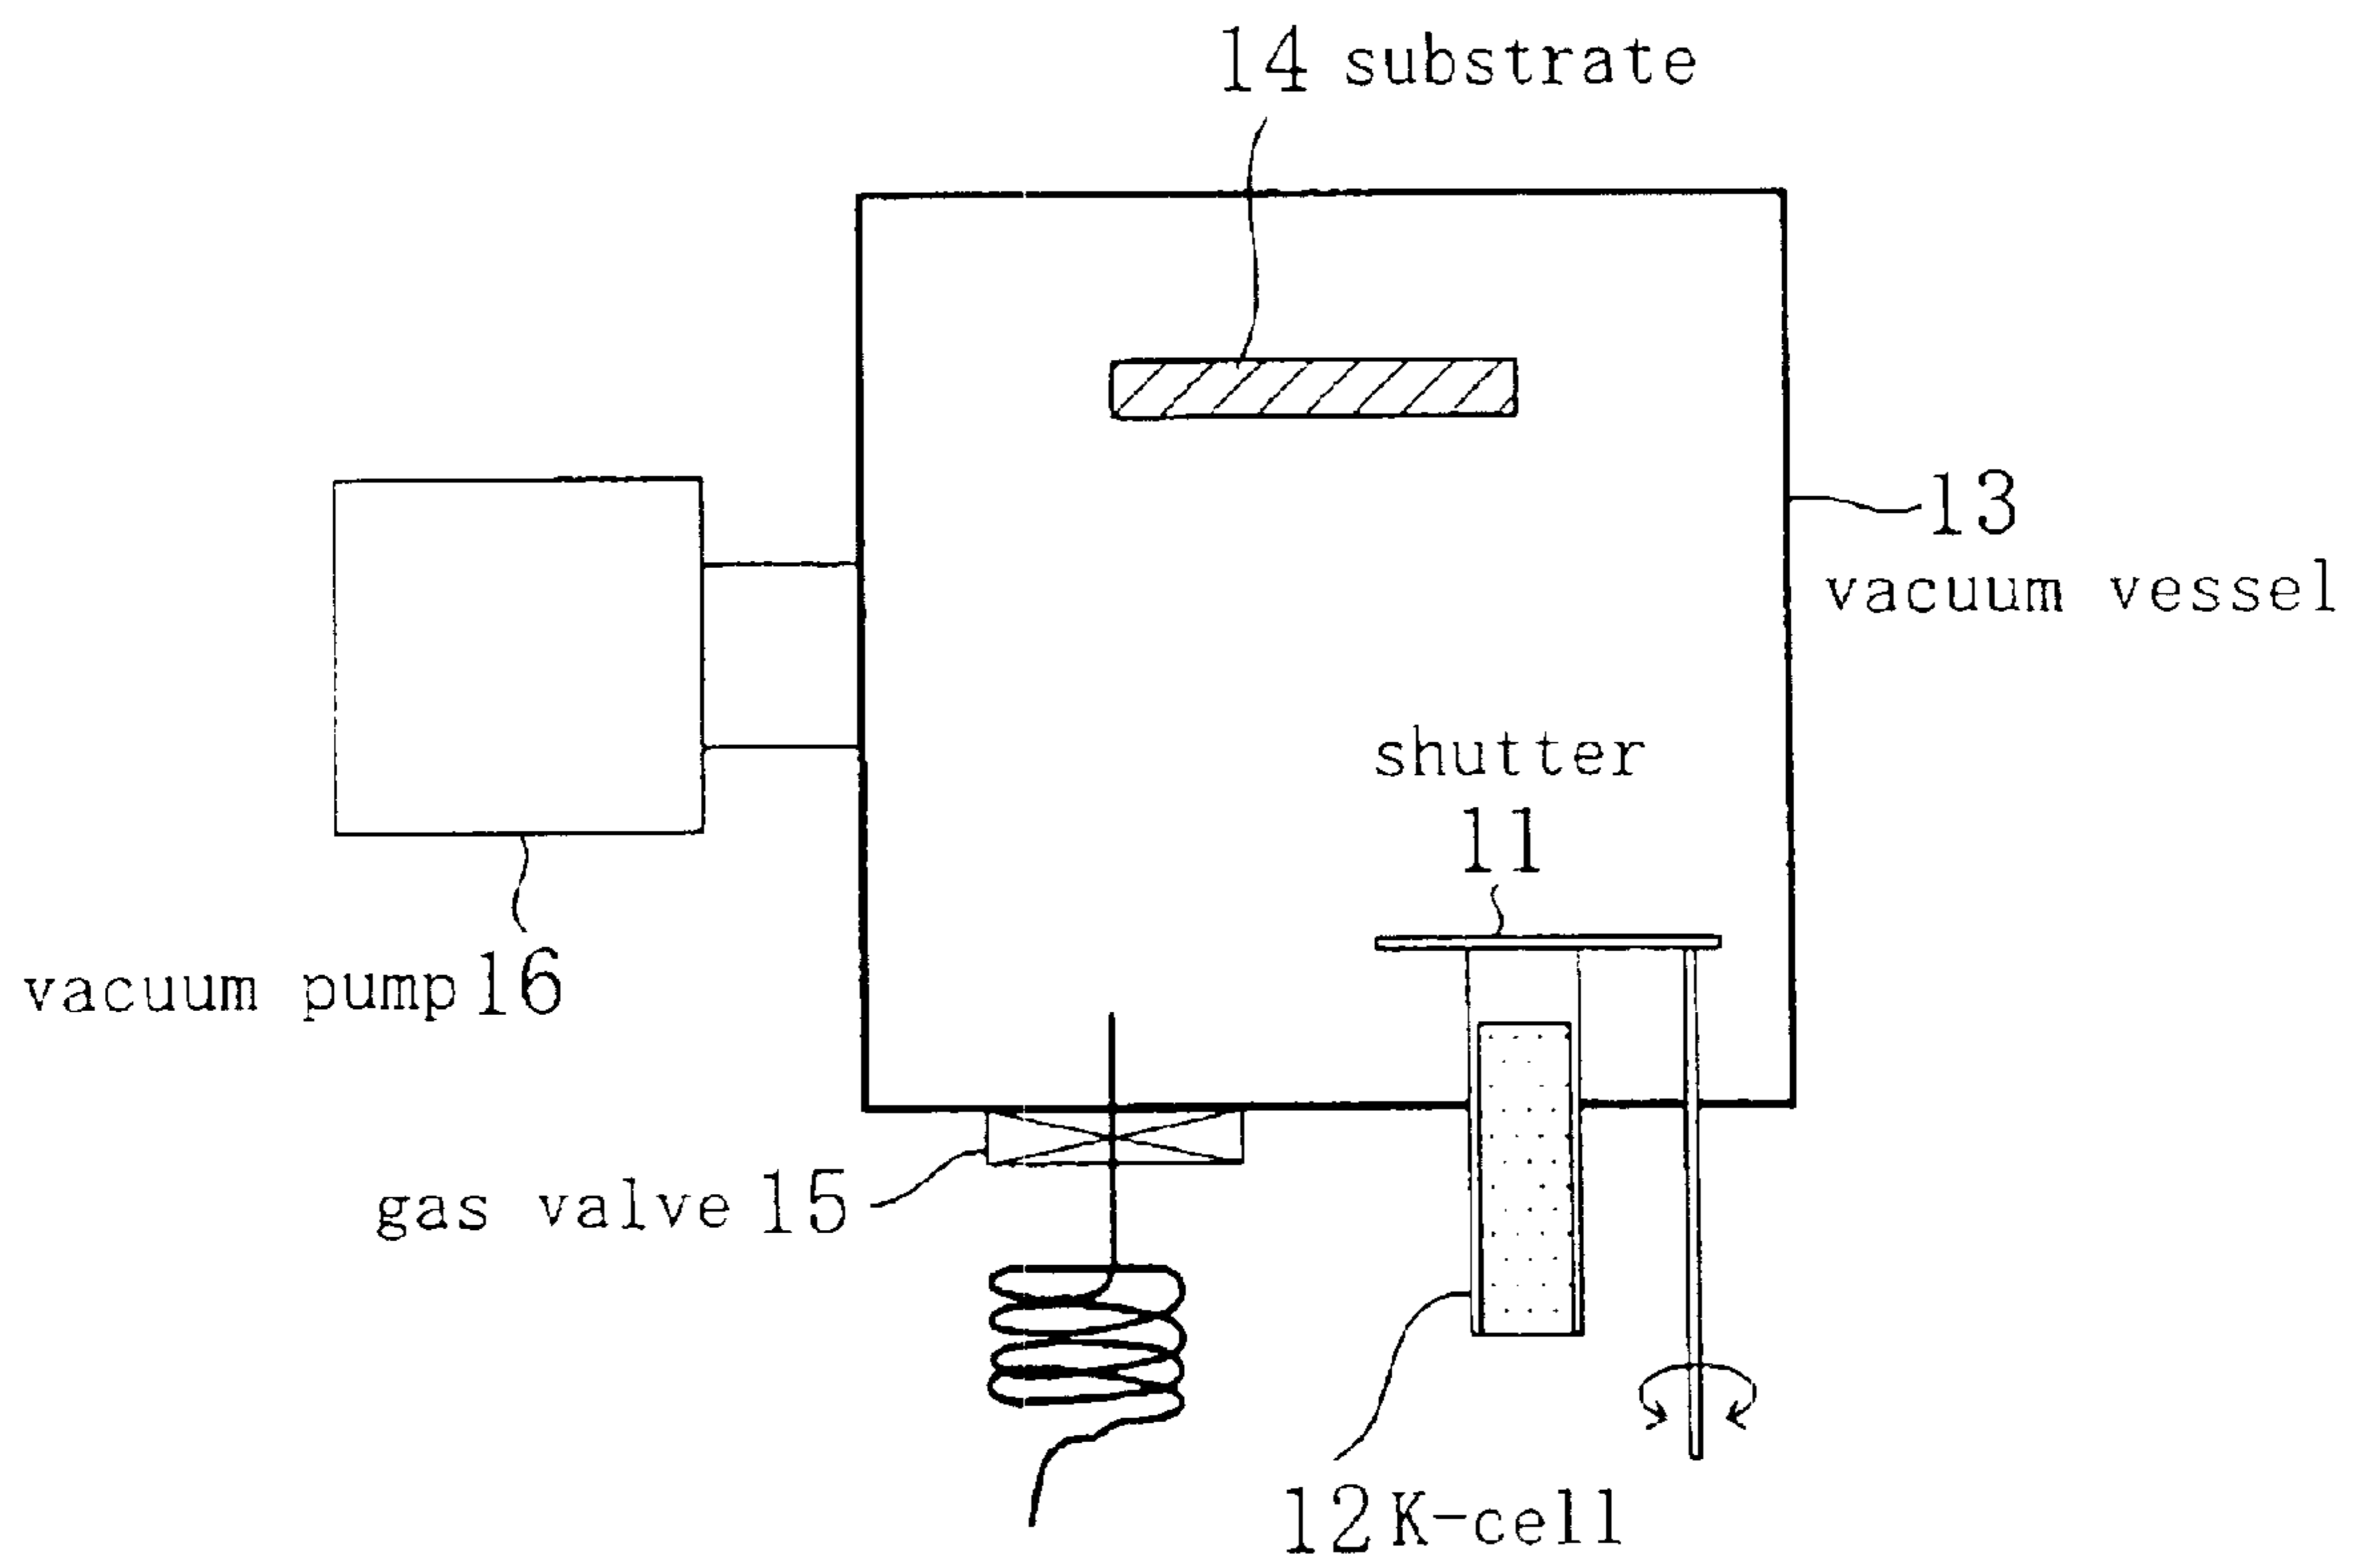 14 substrate
13
vacuum vessel
shutter
11
vacuum pump 16
gas valve 15
12 K-cell